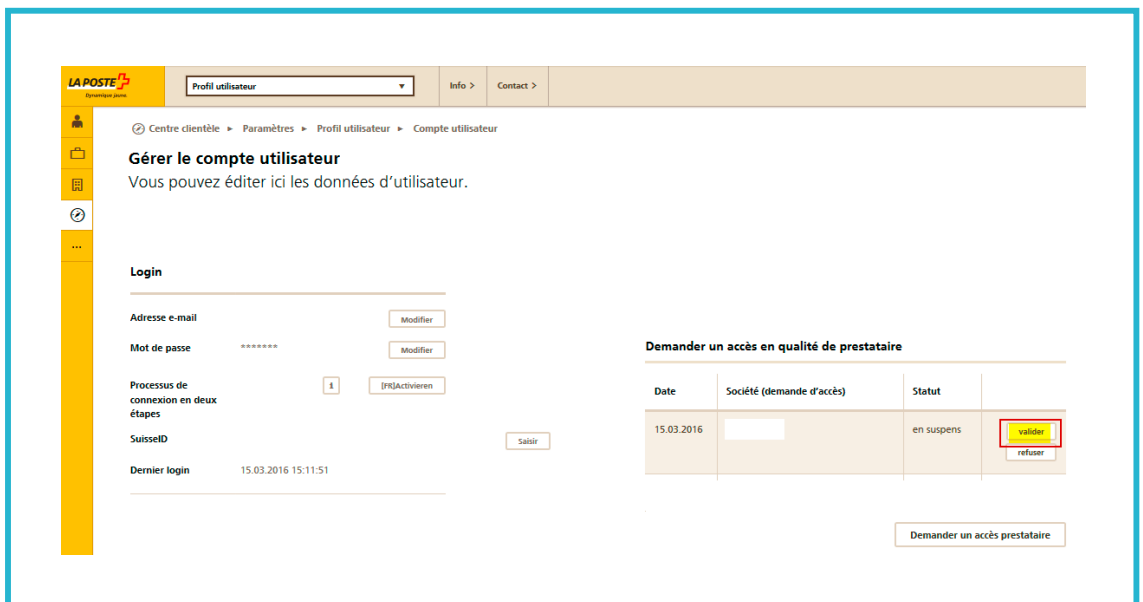 LA POSTE
Dynamique jaune.
Profil utilisateur
Info >
Contact >
Centre clientèle ► Paramètres ► Profil utilisateur ► Compte utilisateur
Gérer le compte utilisateur
Vous pouvez éditer ici les données d'utilisateur.
...
Login
Adresse e-mail
Modifier
Mot de passe
*******
Modifier
Processus de
connexion en deux
étapes
i
[FR]Activieren
SuisseID
Saisir
Dernier login
15.03.2016 15:11:51
Demander un accès en qualité de prestataire
Date
Société (demande d'accès)
Statut
15.03.2016
en suspens
valider
refuser
Demander un accès prestataire